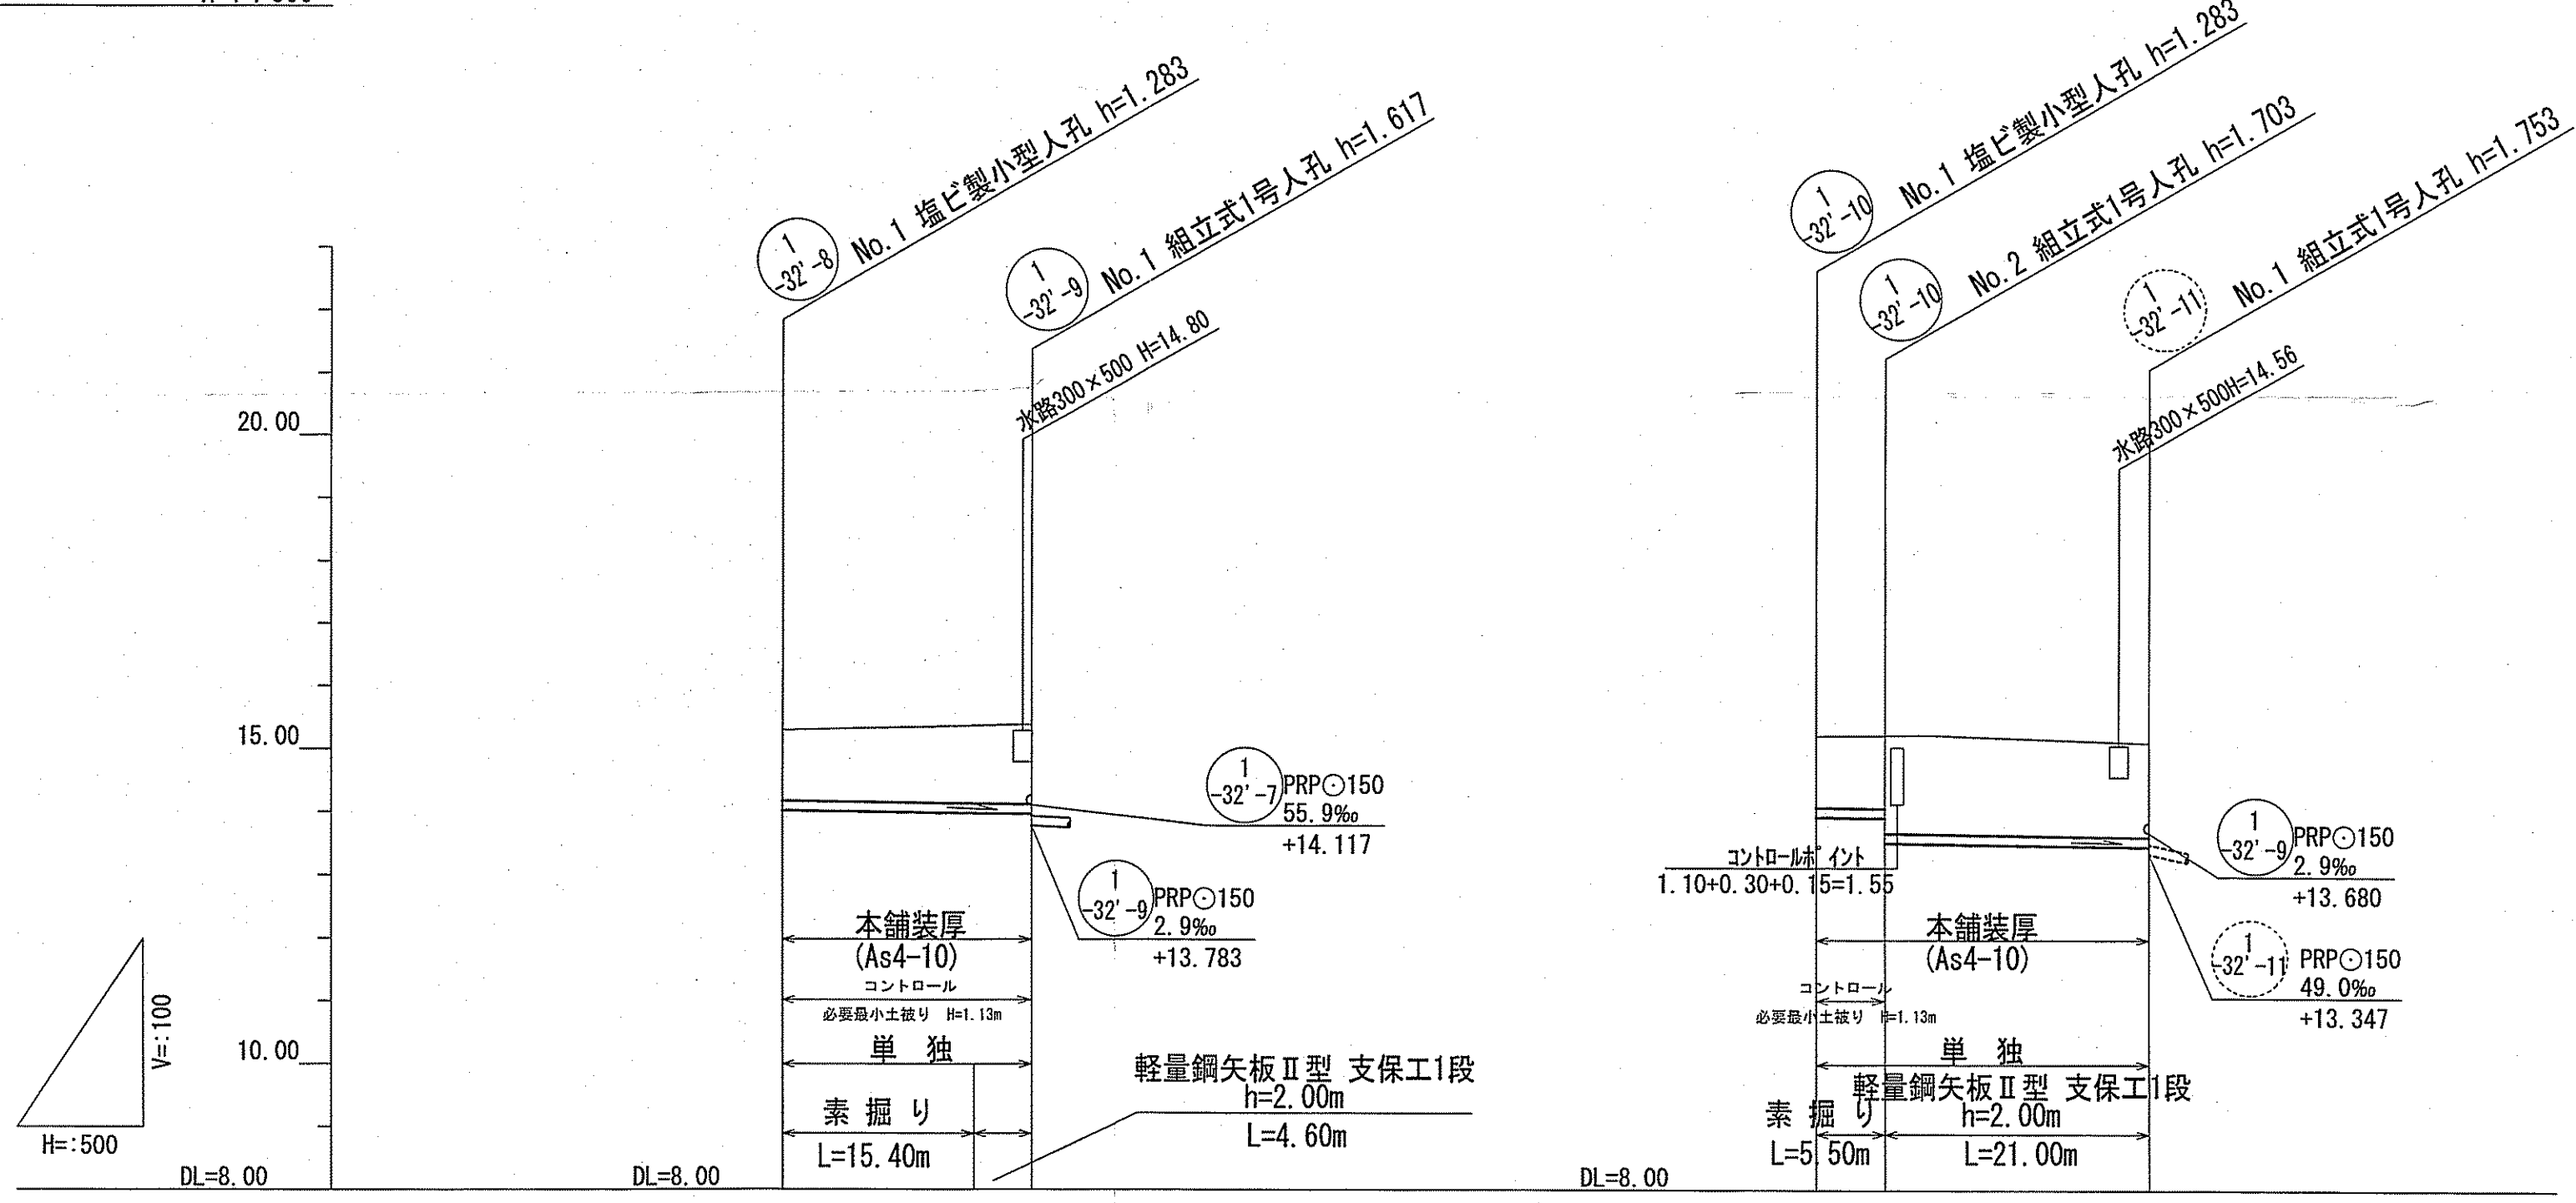 1
-32'-8
No.1 塩ビ製小型人孔 h=1.283
1
-32'-9
No.1 組立式1号人孔 h=1.617
水路300×500 H=14.80
1
-32'-10
No.1 塩ビ製小型人孔 h=1.283
1
-32'-10
No.2 組立式1号人孔 h=1.703
1
-32'-11
No.1 組立式1号人孔 h=1.753
水路300×500H=14.56
20.00
15.00
10.00
V=:100
H=:500
DL=8.00
DL=8.00
1
-32'-7
PRP⊙150
55.9‰
+14.117
1
-32'-9
PRP⊙150
2.9‰
+13.783
本舗装厚
(As4-10)
コントロール
必要最小土被り H=1.13m
単 独
素 掘 り
L=15.40m
軽量鋼矢板Ⅱ型 支保工1段
h=2.00m
L=4.60m
DL=8.00
コントロールポイント
1.10+0.30+0.15=1.55
1
-32'-9
PRP⊙150
2.9‰
+13.680
1
-32'-11
PRP⊙150
49.0‰
+13.347
本舗装厚
(As4-10)
コントロール
必要最小土被り H=1.13m
単 独
軽量鋼矢板Ⅱ型 支保工1段
素 掘 り
h=2.00m
L=5.50m
L=21.00m